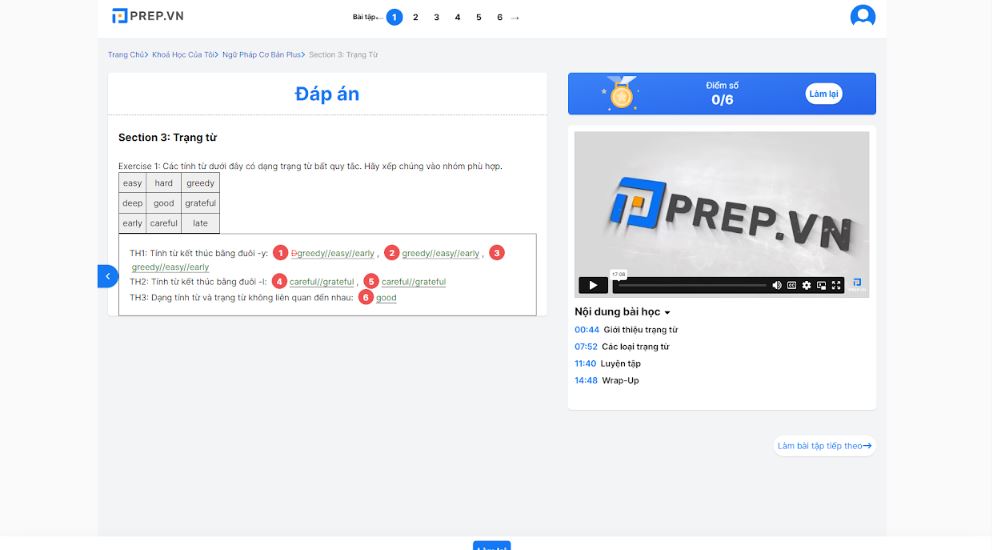 PREP.VN
Bài tập← 1 2 3 4 5 6 →
Trang Chủ> Khoá Học Của Tôi> Ngữ Pháp Cơ Bản Plus> Section 3: Trạng Từ
Đáp án
Section 3: Trạng từ
Exercise 1: Các tính từ dưới đây có dạng trạng từ bất quy tắc. Hãy xếp chúng vào nhóm phù hợp.
easy hard greedy
deep good grateful
early careful late
TH1: Tính từ kết thúc bằng đuôi -y: 1 Dgreedy//easy//early , 2 greedy//easy//early , 3
greedy//easy//early
TH2: Tính từ kết thúc bằng đuôi -l: 4 careful//grateful , 5 careful//grateful
TH3: Dạng tính từ và trạng từ không liên quan đến nhau: 6 good
Điểm số
0/6
Làm lại
PREP.VN
17:08
Nội dung bài học
00:44 Giới thiệu trạng từ
07:52 Các loại trạng từ
11:40 Luyện tập
14:48 Wrap-Up
Làm bài tập tiếp theo→